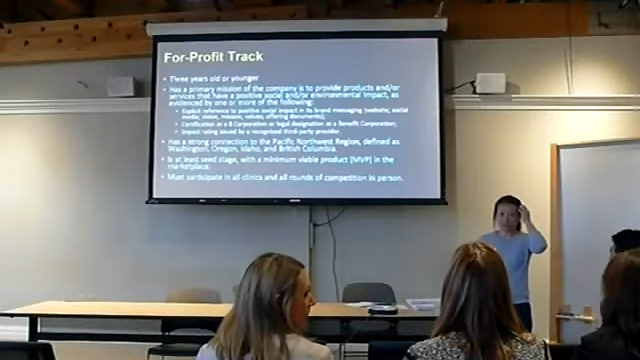 For-Profit Track
• Three years old or younger
• Has a primary mission of the company is to provide products and/or
services that have a positive social and/or environmental impact, as
evidenced by one or more of the following:
• Explicit reference to positive social impact in its brand messaging (website, social
media, vision, mission, values, offering documents);
• Certification as a B Corporation or legal designation as a Benefit Corporation;
• Impact rating issued by a recognized third-party provider.
• Has a strong connection to the Pacific Northwest Region, defined as
Washington, Oregon, Idaho, and British Columbia.
• Is at least seed stage, with a minimum viable product (MVP) in the
marketplace.
• Must participate in all clinics and all rounds of competition in person.